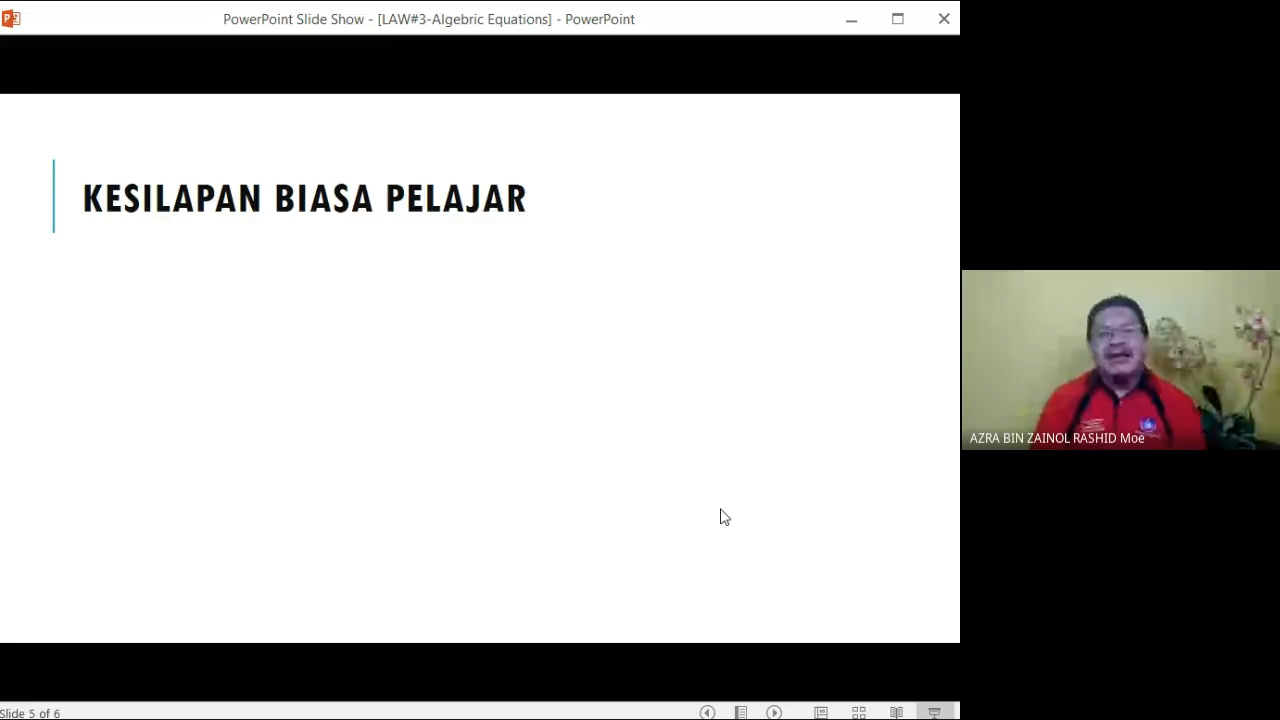 PowerPoint Slide Show - [LAW#3-Algebric Equations] - PowerPoint
KESILAPAN BIASA PELAJAR
AZRA BIN ZAINOL RASHID Moe
Slide 5 of 6